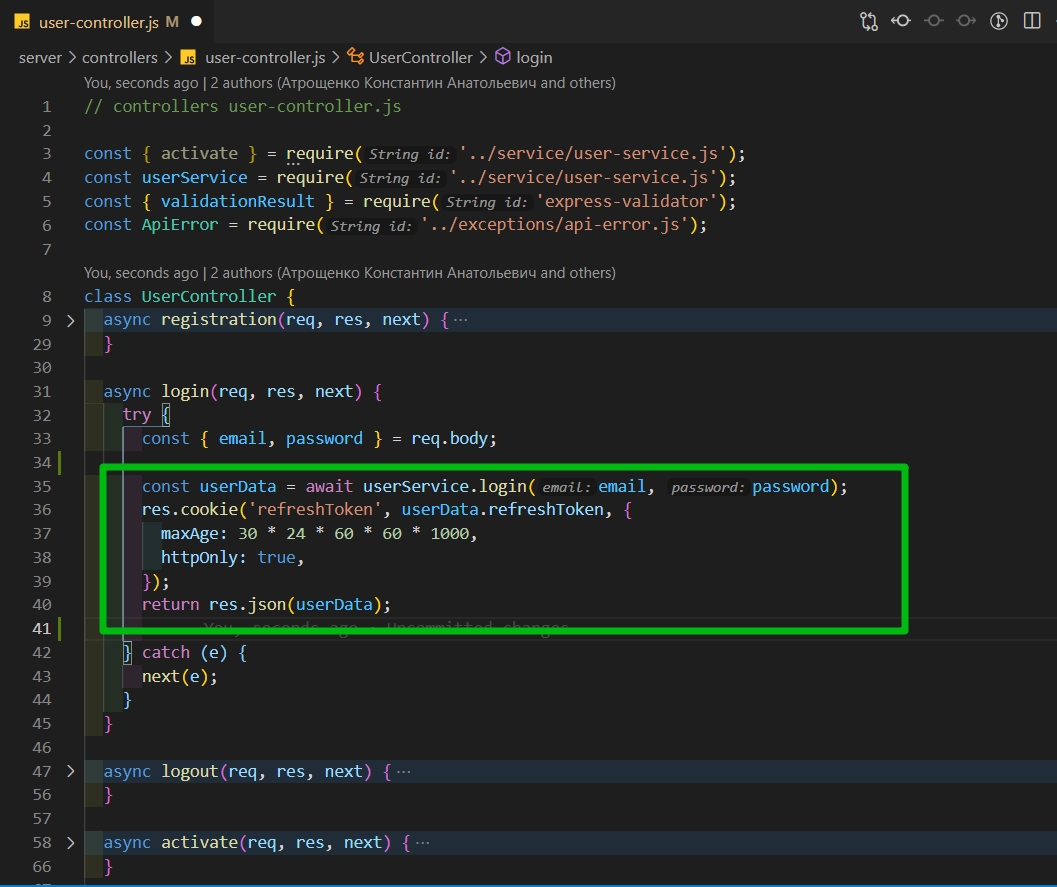 JS user-controller.js M
server > controllers > JS user-controller.js > UserController > login
You, seconds ago | 2 authors (Атрощенко Константин Анатольевич and others)
1 // controllers user-controller.js
2
3 const { activate } = require(String id: '../service/user-service.js');
4 const userService = require(String id: '../service/user-service.js');
5 const { validationResult } = require(String id: 'express-validator');
6 const ApiError = require(String id: '../exceptions/api-error.js');
7
You, seconds ago | 2 authors (Атрощенко Константин Анатольевич and others)
8 class UserController {
9 > async registration(req, res, next) { ···
29 }
30
31 async login(req, res, next) {
32 try {
33 const { email, password } = req.body;
34
35 const userData = await userService.login(email: email, password: password);
36 res.cookie('refreshToken', userData.refreshToken, {
37 maxAge: 30 * 24 * 60 * 60 * 1000,
38 httpOnly: true,
39 });
40 return res.json(userData);
41 You, seconds ago · Uncommitted changes
42 } catch (e) {
43 next(e);
44 }
45 }
46
47 > async logout(req, res, next) { ···
56 }
57
58 > async activate(req, res, next) { ···
66 }